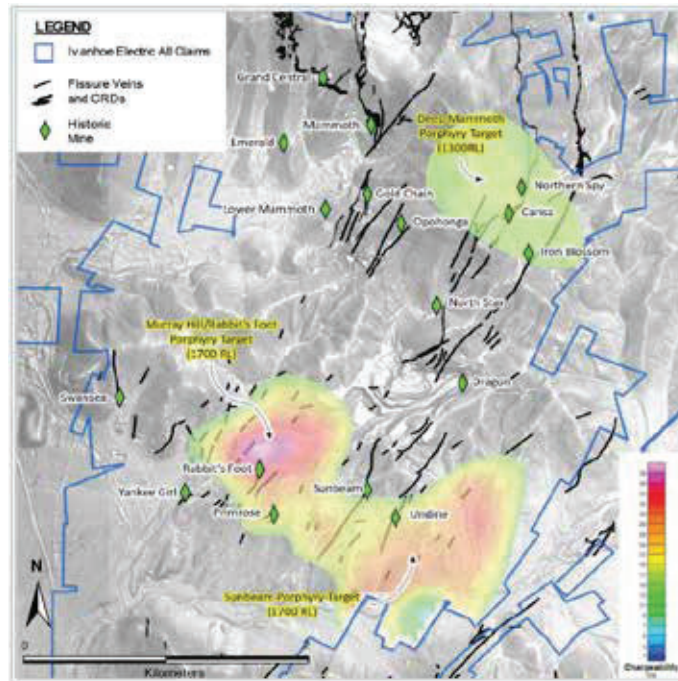 LEGEND
Ivanhoe Electric All Claims
Fissure Veins
and CRDs
Historic
Mine
Grand Central
Mammoth
Emerald
Deep Mammoth
Porphyry Target
(1300RL)
Northern Spy
Gold Chain
Lower Mammoth
Carisa
Opohonga
Iron Blossom
North Star
Murray Hill/Rabbit's Foot
Porphyry Target
(1700 RL)
Dragon
Swansea
Rabbit's Foot
Sunbeam
Yankee Girl
Primrose
Undine
N
Sunbeam Porphyry Target
(1700 RL)
0
Kilometers
Chargeability